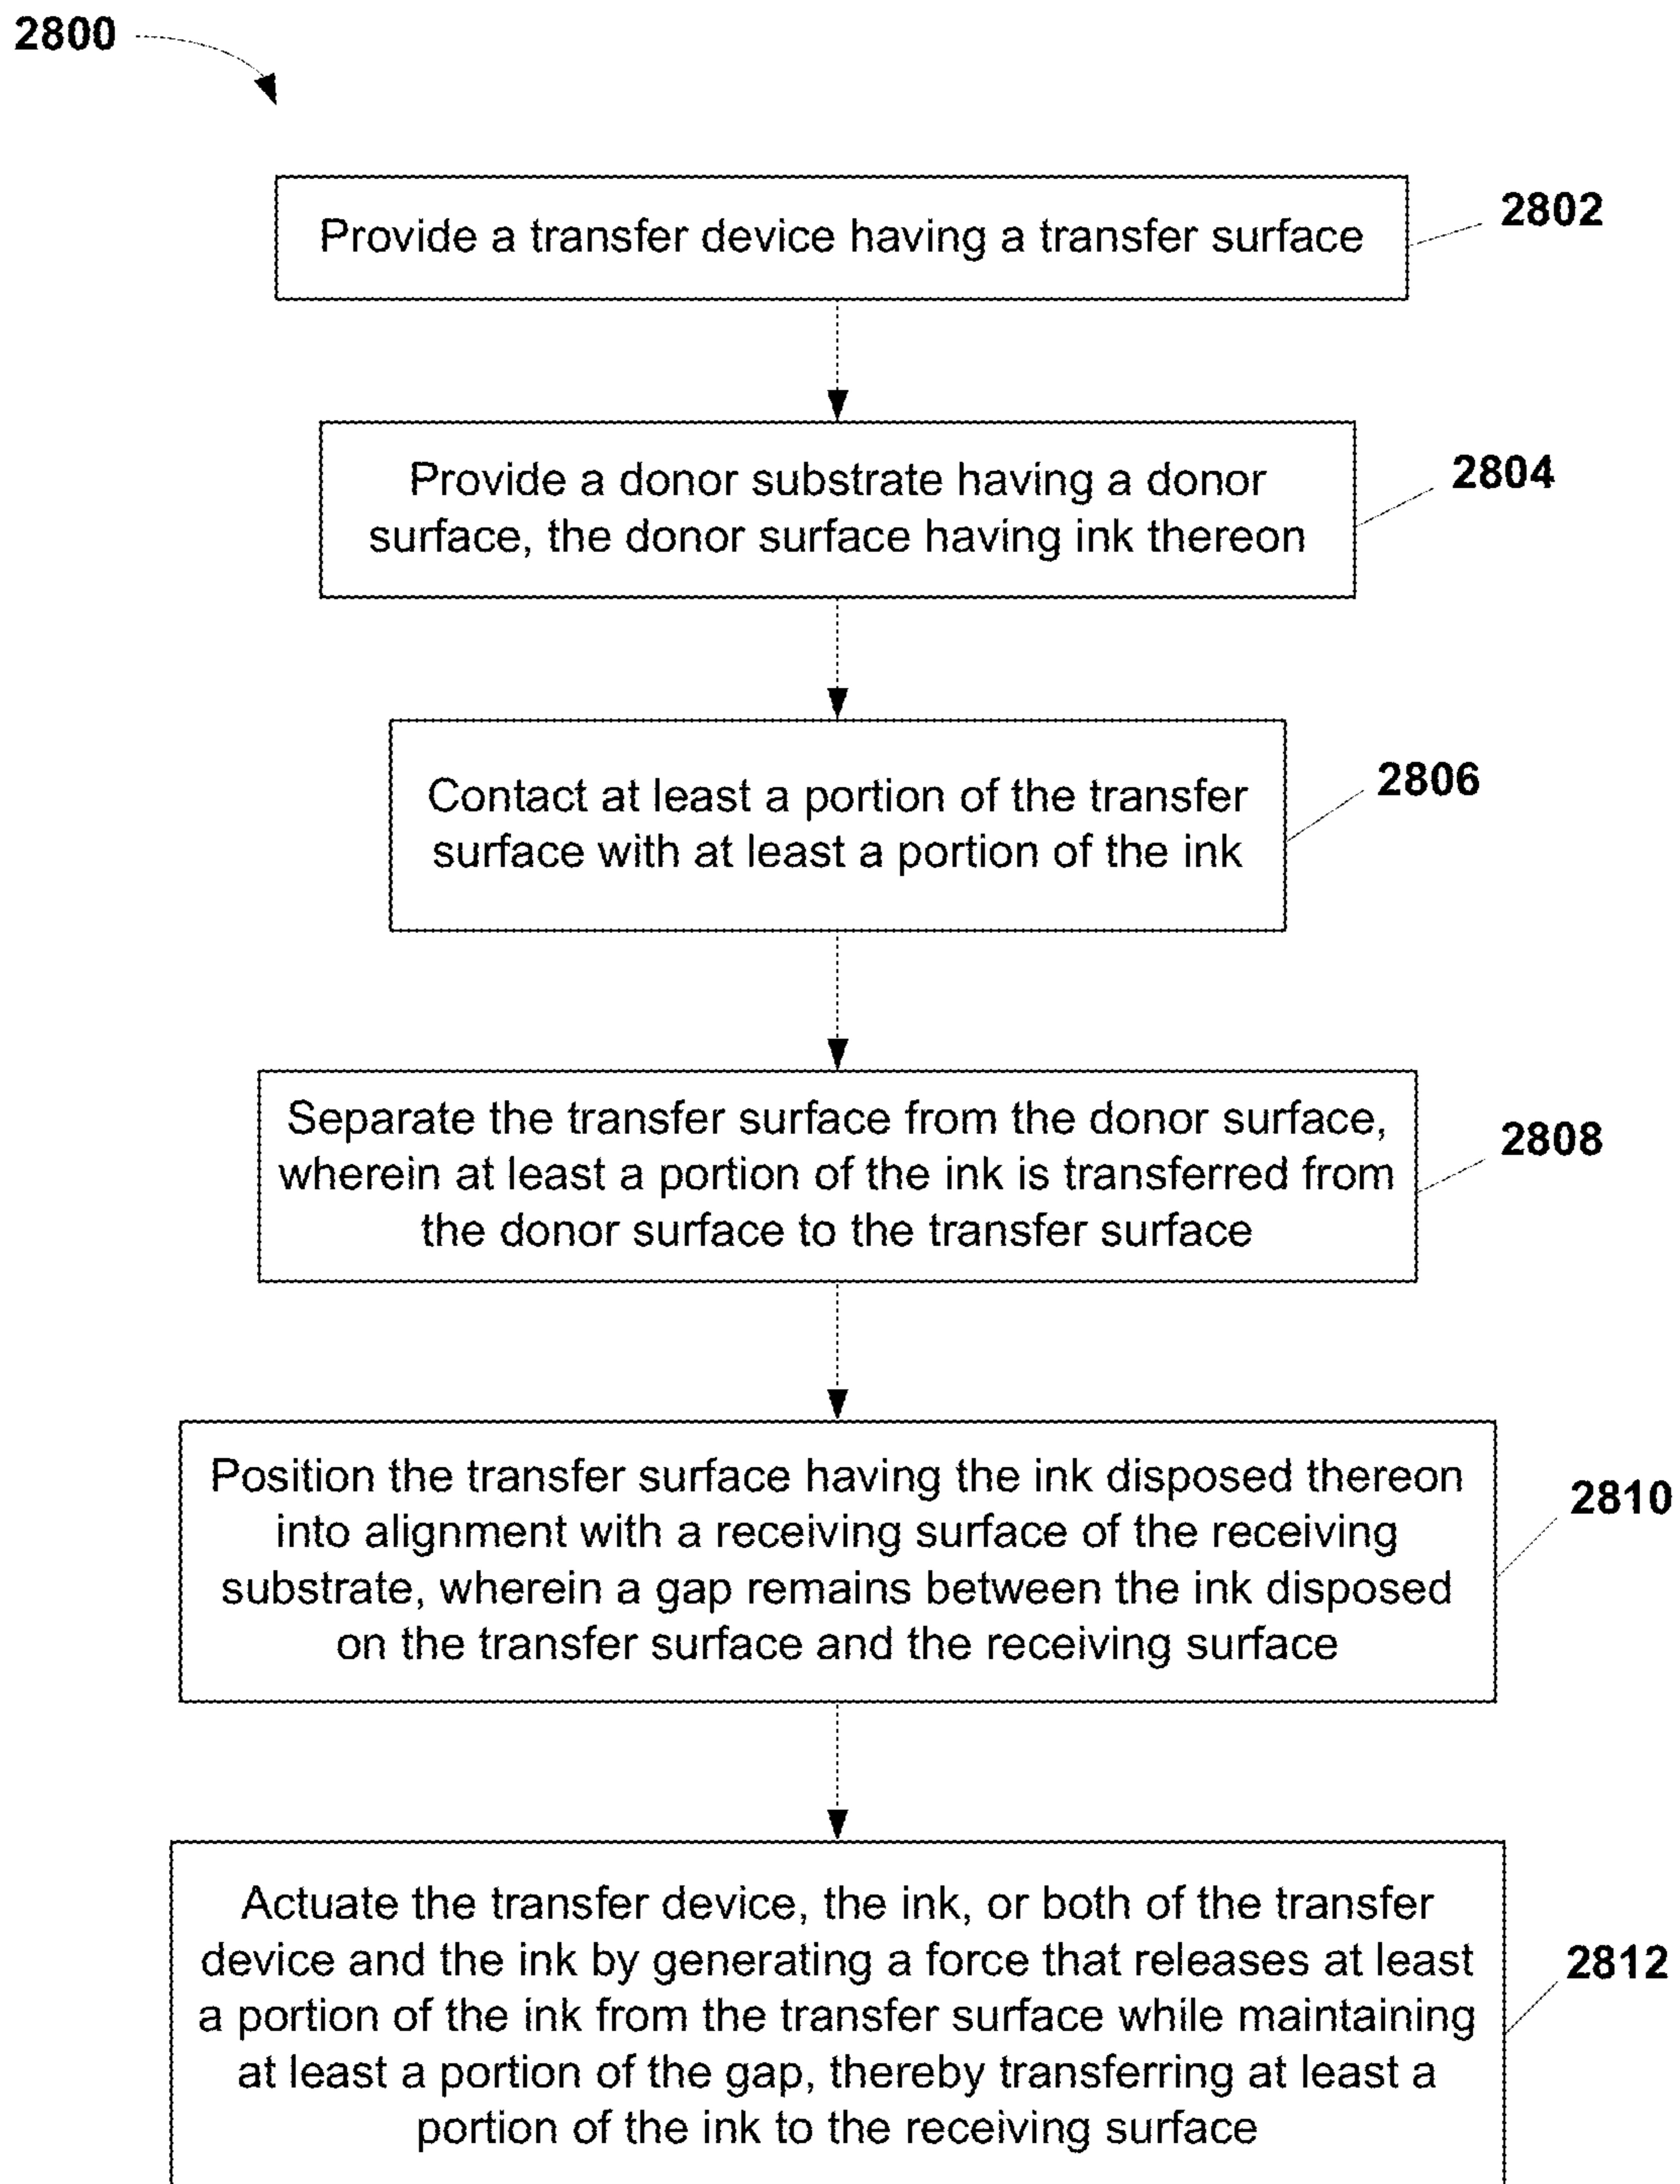 2800
Provide a transfer device having a transfer surface
2802
Provide a donor substrate having a donor
surface, the donor surface having ink thereon
2804
Contact at least a portion of the transfer
surface with at least a portion of the ink
2806
Separate the transfer surface from the donor surface,
wherein at least a portion of the ink is transferred from
the donor surface to the transfer surface
2808
Position the transfer surface having the ink disposed thereon
into alignment with a receiving surface of the receiving
substrate, wherein a gap remains between the ink disposed
on the transfer surface and the receiving surface
2810
Actuate the transfer device, the ink, or both of the transfer
device and the ink by generating a force that releases at least
a portion of the ink from the transfer surface while maintaining
at least a portion of the gap, thereby transferring at least a
portion of the ink to the receiving surface
2812